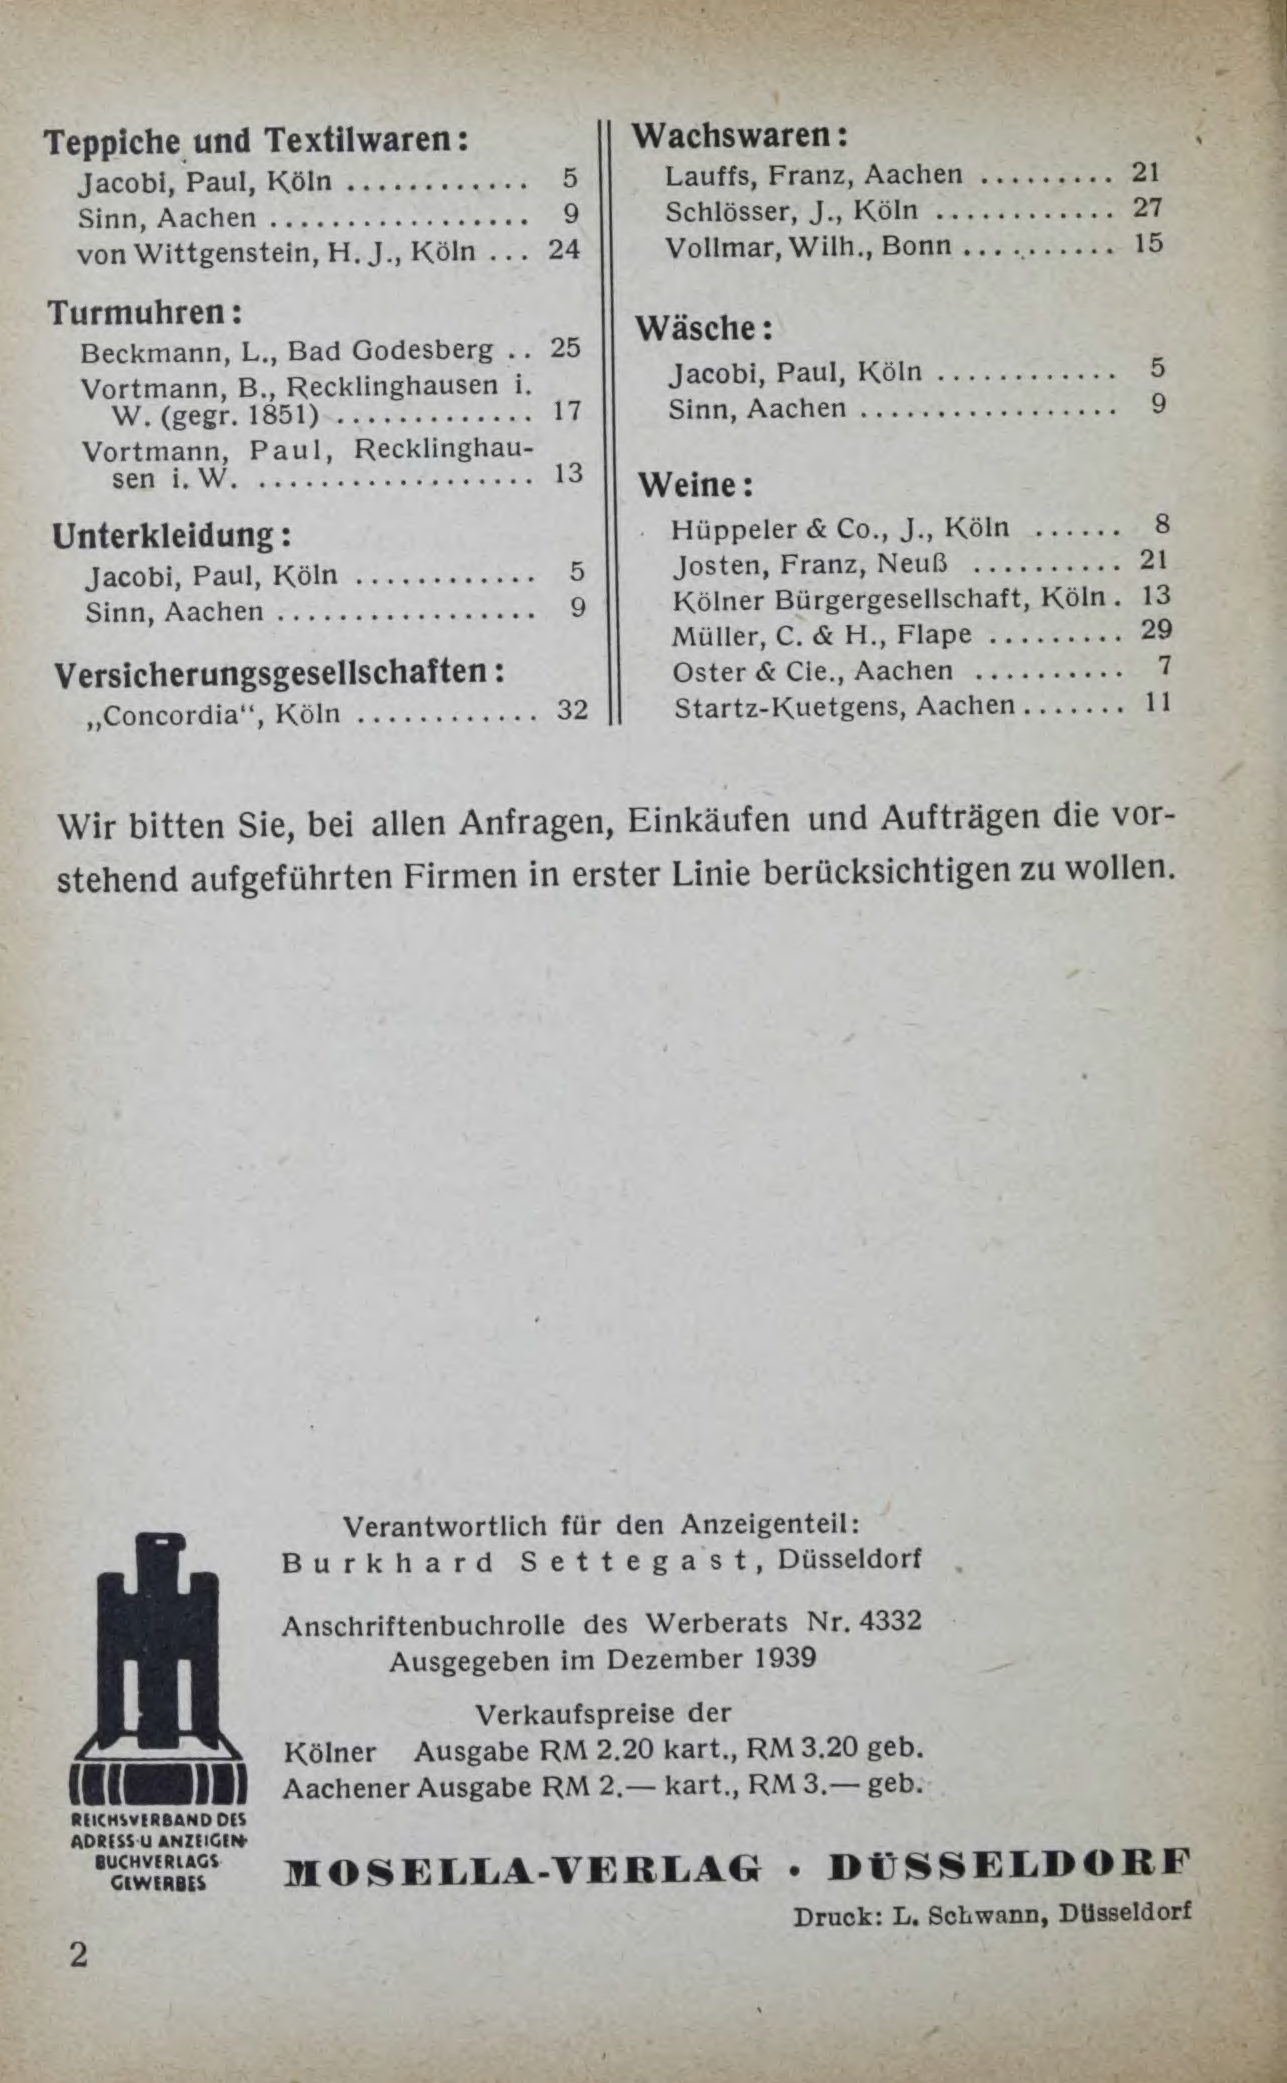 Teppiche und Textilwaren:
Jacobi, Paul, Köln ............ 5
Sinn, Aachen ................. 9
von Wittgenstein, H. J., Köln ... 24
Turmuhren:
Beckmann, L., Bad Godesberg .. 25
Vortmann, B., Recklinghausen i.
W. (gegr. 1851) ............. 17
Vortmann, Paul, Recklinghau-
sen i. W. .................. 13
Unterkleidung:
Jacobi, Paul, Köln ............ 5
Sinn, Aachen ................. 9
Versicherungsgesellschaften:
„Concordia“, Köln ............ 32
Wachswaren:
Lauffs, Franz, Aachen ......... 21
Schlösser, J., Köln ............ 27
Vollmar, Wilh., Bonn .......... 15
Wäsche:
Jacobi, Paul, Köln ............ 5
Sinn, Aachen ................. 9
Weine:
Hüppeler & Co., J., Köln ...... 8
Josten, Franz, Neuß .......... 21
Kölner Bürgergesellschaft, Köln . 13
Müller, C. & H., Flape ......... 29
Oster & Cie., Aachen .......... 7
Startz-Kuetgens, Aachen ....... 11
Wir bitten Sie, bei allen Anfragen, Einkäufen und Aufträgen die vor-
stehend aufgeführten Firmen in erster Linie berücksichtigen zu wollen.
Verantwortlich für den Anzeigenteil:
Burkhard Settegast, Düsseldorf
Anschriftenbuchrolle des Werberats Nr. 4332
Ausgegeben im Dezember 1939
Verkaufspreise der
Kölner Ausgabe RM 2.20 kart., RM 3.20 geb.
Aachener Ausgabe RM 2.— kart., RM 3.— geb.
REICHSVERBAND DES
ADRESS-U ANZEIGEN-
BUCHVERLAGS-
GEWERBES
MOSELLA-VERLAG • DÜSSELDORF
Druck: L. Schwann, Düsseldorf
2